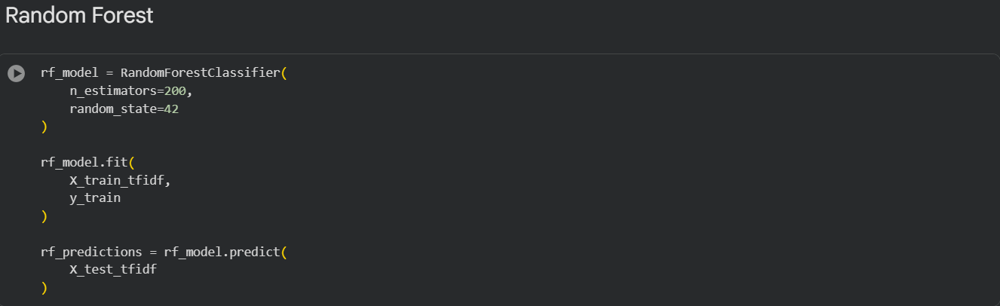 Random Forest
rf_model = RandomForestClassifier(
    n_estimators=200,
    random_state=42
)
rf_model.fit(
    X_train_tfidf,
    y_train
)
rf_predictions = rf_model.predict(
    X_test_tfidf
)